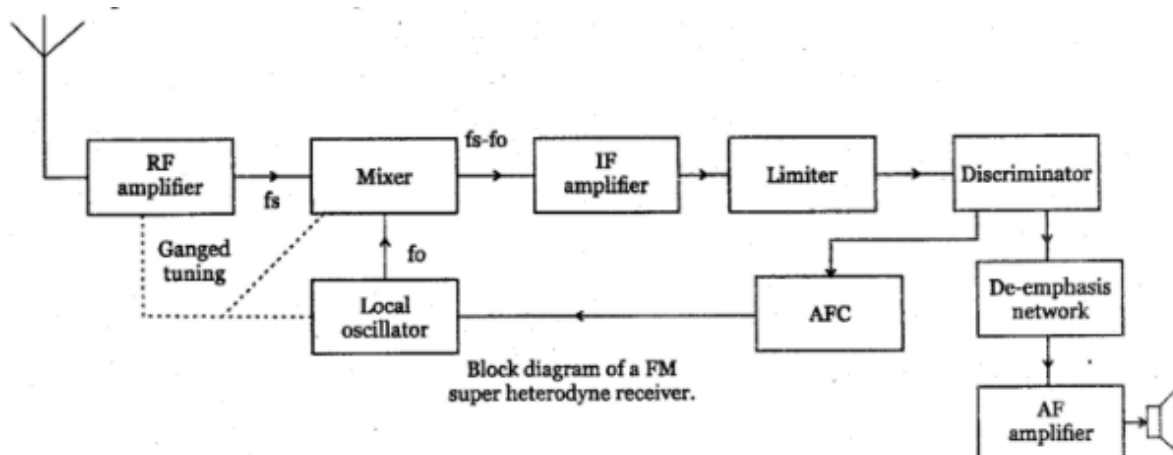 RF
amplifier
fs
Mixer
fs-fo
IF
amplifier
Limiter
Discriminator
Ganged
tuning
fo
Local
oscillator
AFC
De-emphasis
network
Block diagram of a FM
super heterodyne receiver.
AF
amplifier